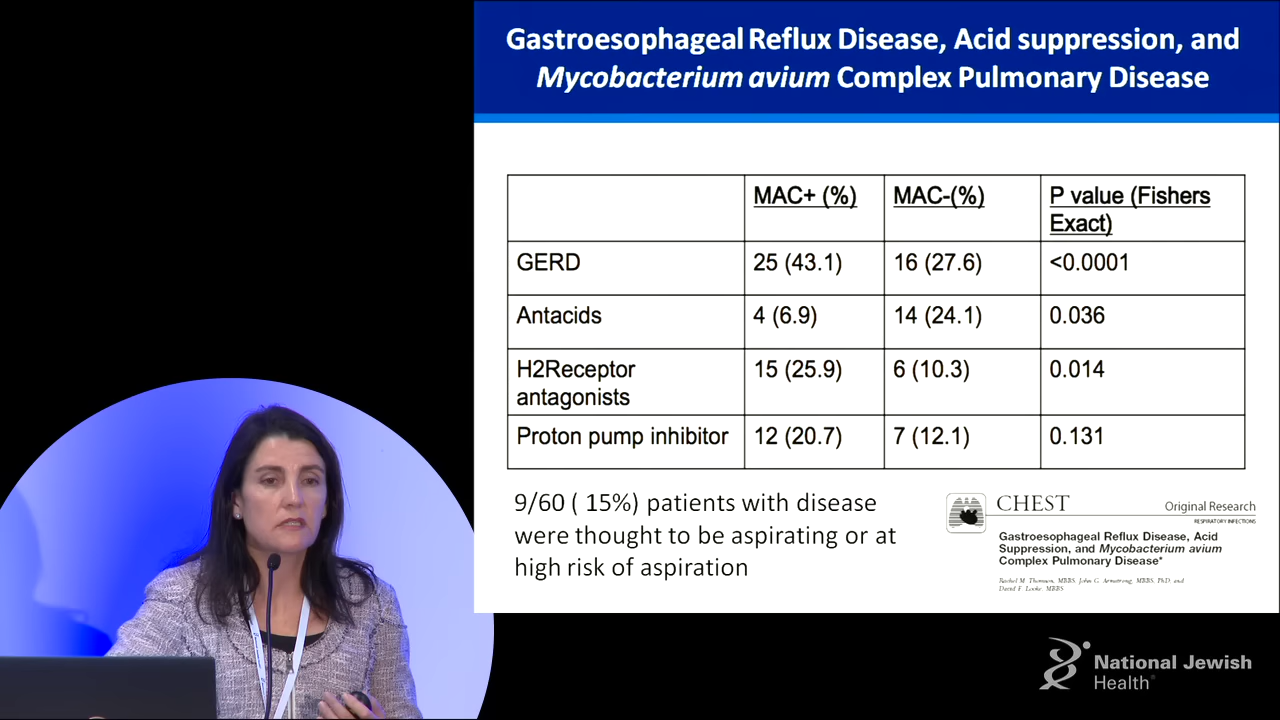 Gastroesophageal Reflux Disease, Acid suppression, and
Mycobacterium avium Complex Pulmonary Disease
MAC+ (%) MAC-(%) P value (Fishers
Exact)
GERD 25 (43.1) 16 (27.6) <0.0001
Antacids 4 (6.9) 14 (24.1) 0.036
H2Receptor
antagonists 15 (25.9) 6 (10.3) 0.014
Proton pump inhibitor 12 (20.7) 7 (12.1) 0.131
9/60 ( 15%) patients with disease
were thought to be aspirating or at
high risk of aspiration
CHEST
Original Research
RESPIRATORY INFECTIONS
Gastroesophageal Reflux Disease, Acid
Suppression, and Mycobacterium avium
Complex Pulmonary Disease*
Rachel M. Thomson, MBBS; John G. Armstrong, MBBS, PhD; and
David F. Looke, MBBS
National Jewish
Health